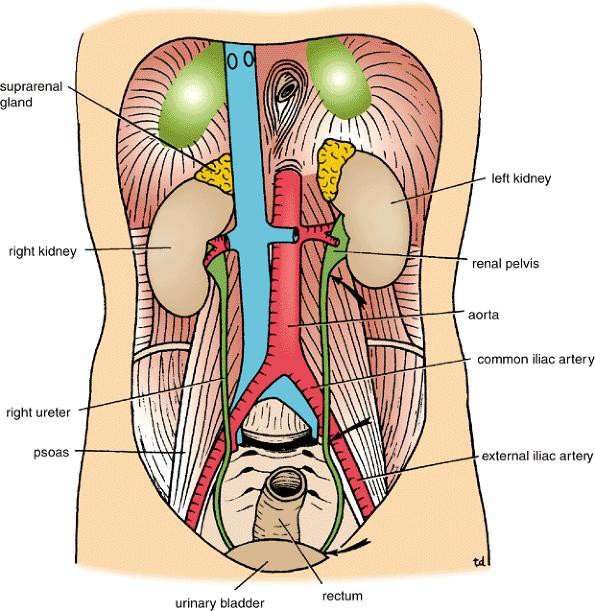 suprarenal
gland
left kidney
right kidney
renal pelvis
aorta
common iliac artery
right ureter
psoas
external iliac artery
td
rectum
urinary bladder